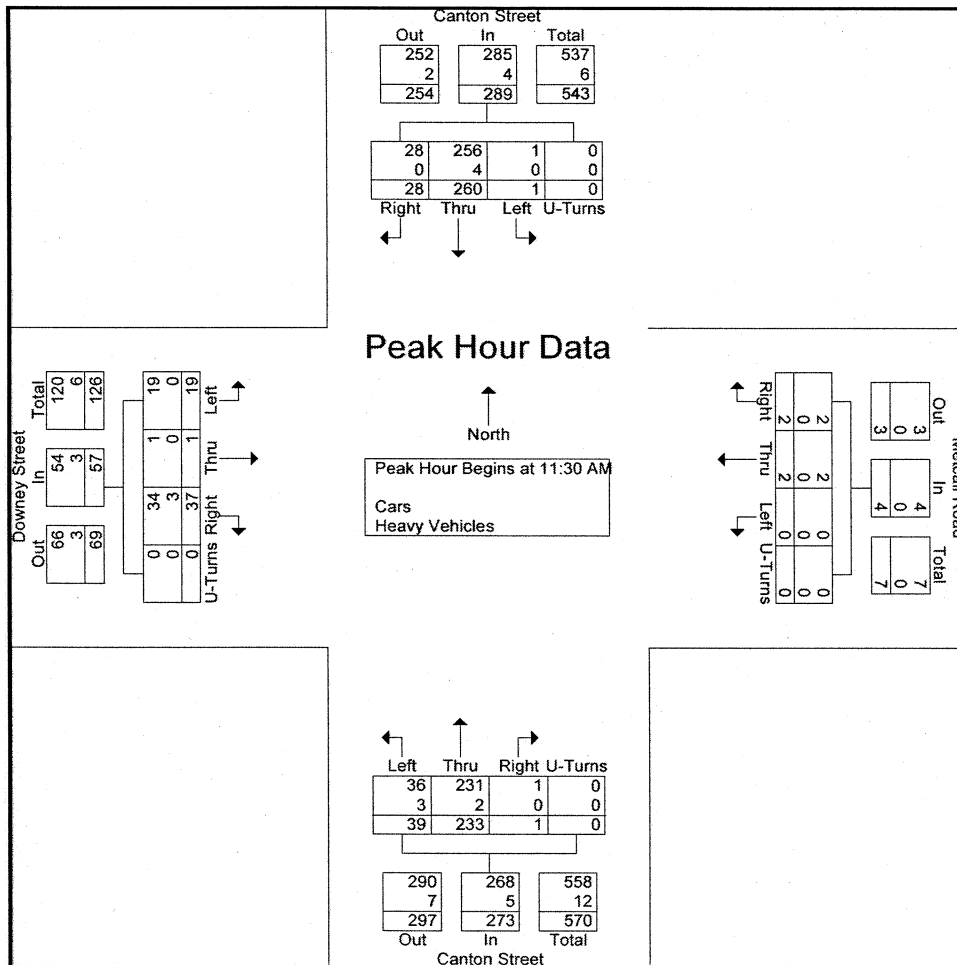 Canton Street
Out In Total
252 285 537
2 4 6
254 289 543
28 256 1 0
0 4 0 0
28 260 1 0
Right Thru Left U-Turns
Peak Hour Data
North
Peak Hour Begins at 11:30 AM
Cars
Heavy Vehicles
Downey Street
Out In Total
66 54 120
3 3 6
69 57 126
0 34 1 19
0 3 0 0
0 37 1 19
U-Turns Right Thru Left
Road
Out In Total
3 4 7
0 0 0
3 4 7
2 2 0 0
0 0 0 0
2 2 0 0
Right Thru Left U-Turns
Left Thru Right U-Turns
36 231 1 0
3 2 0 0
39 233 1 0
290 268 558
7 5 12
297 273 570
Out In Total
Canton Street